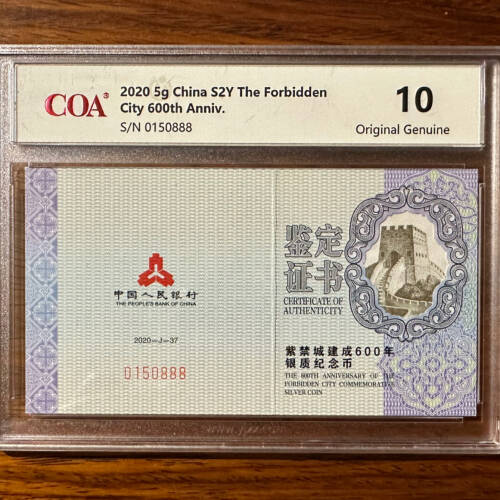 COA®
2020 5g China S2Y The Forbidden
City 600th Anniv.
S/N 0150888
10
Original Genuine
中国人民银行
THE PEOPLE'S BANK OF CHINA
2020-J-37
0150888
鉴定
证书
CERTIFICATE OF
AUTHENTICITY
紫禁城建成600年
银质纪念币
THE 600TH ANNIVERSARY OF THE
FORBIDDEN CITY COMMEMORATIVE
SILVER COIN